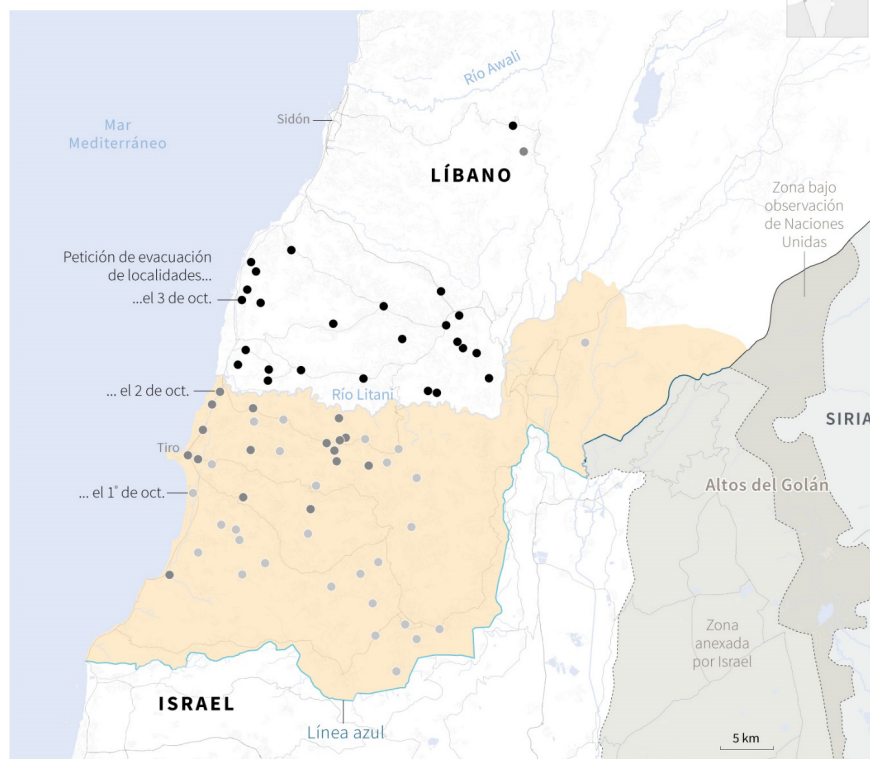 Río Awali
Sidón
Mar
Mediterráneo
LÍBANO
Zona bajo
observación
de Naciones
Unidas
Petición de evacuación
de localidades...
...el 3 de oct.
... el 2 de oct.
Río Litani
SIRIA
Tiro
Altos del Golán
... el 1° de oct.
Zona
anexada
por Israel
ISRAEL
Línea azul
5 km